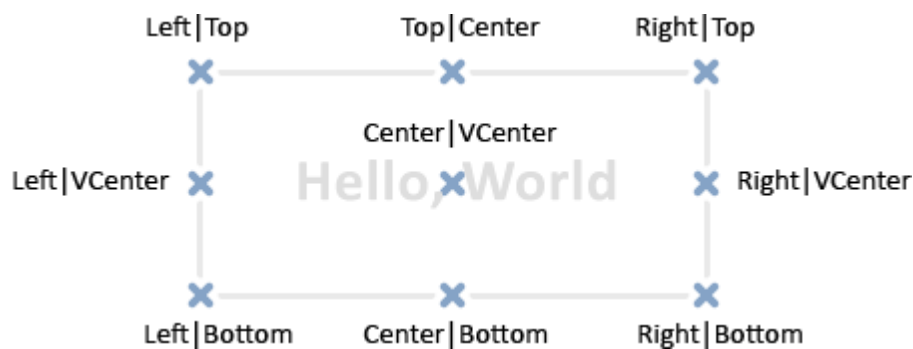 Left|Top Top|Center Right|Top
Center|VCenter
Left|VCenter Hello, World Right|VCenter
Left|Bottom Center|Bottom Right|Bottom